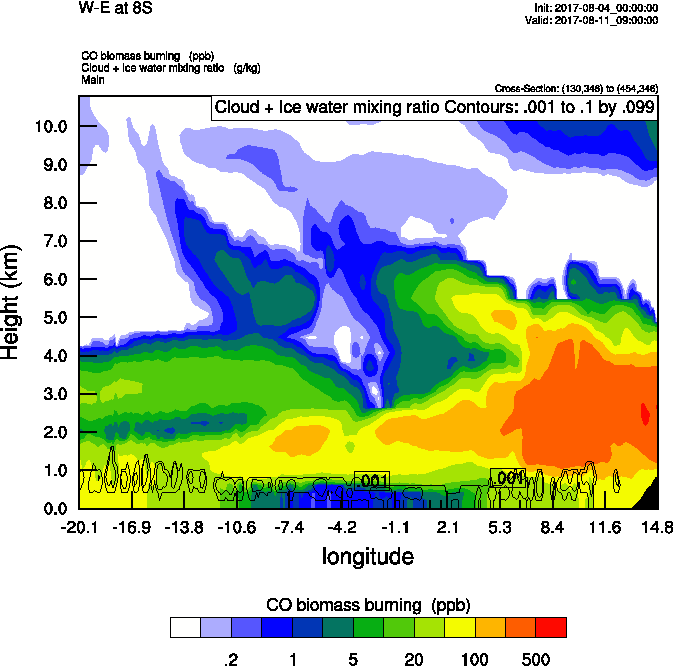 W-E at 8S
Init: 2017-08-04_00:00:00
Valid: 2017-08-11_09:00:00
CO biomass burning (ppb)
Cloud + Ice water mixing ratio (g/kg)
Main
Cross-Section: (130,346) to (454,346)
Cloud + Ice water mixing ratio Contours: .001 to .1 by .099
10.0
9.0
8.0
7.0
6.0
5.0
4.0
3.0
2.0
1.0
0.0
Height (km)
.001 .001
-20.1 -16.9 -13.8 -10.6 -7.4 -4.2 -1.1 2.1 5.3 8.4 11.6 14.8
longitude
CO biomass burning (ppb)
.2 1 5 20 100 500